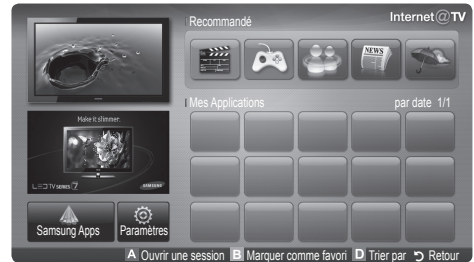 Internet@TV
Recommandé
NEWS
Mes Applications
par date 1/1
Make it slimmer.
LED TV SERIES 7
SAMSUNG
Samsung Apps
Paramètres
A Ouvrir une session B Marquer comme favori D Trier par Retour